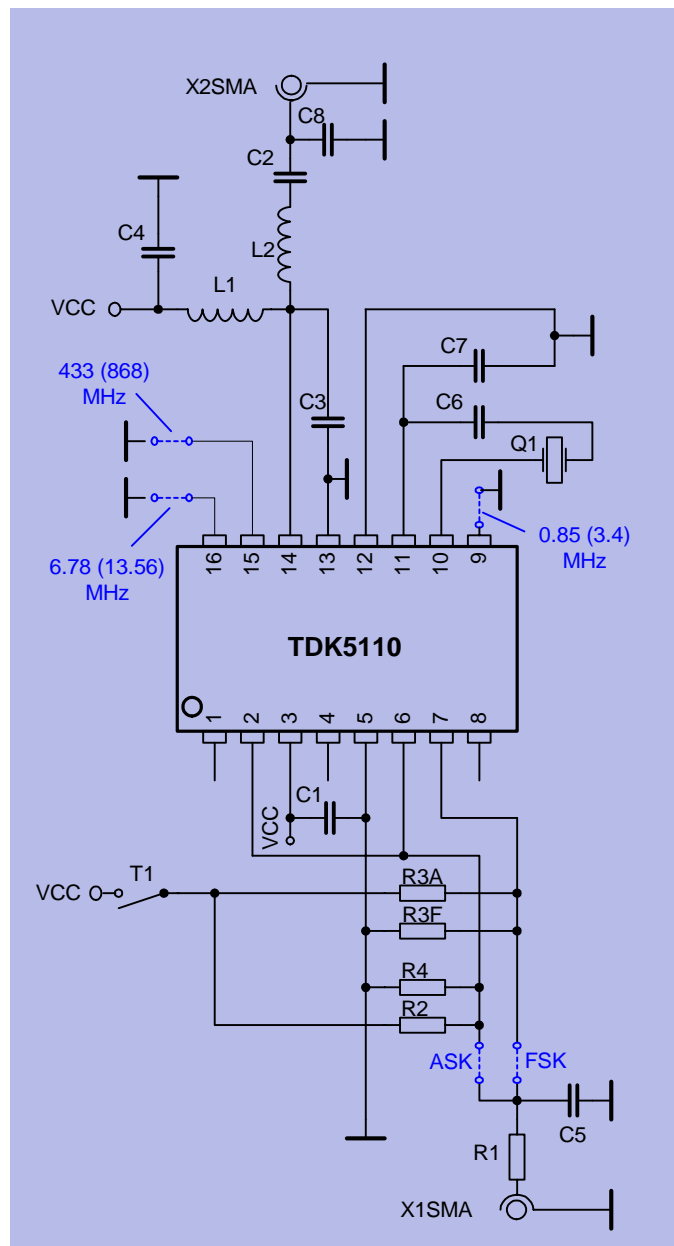 X2SMA
C8
C2
C4
L2
L1
VCC
C7
433 (868)
MHz
C3
C6
Q1
6.78 (13.56)
MHz
0.85 (3.4)
MHz
16
15
14
13
12
11
10
9
TDK5110
1
2
3
4
5
6
7
8
C1
VCC
T1
VCC
R3A
R3F
R4
R2
ASK
FSK
C5
R1
X1SMA